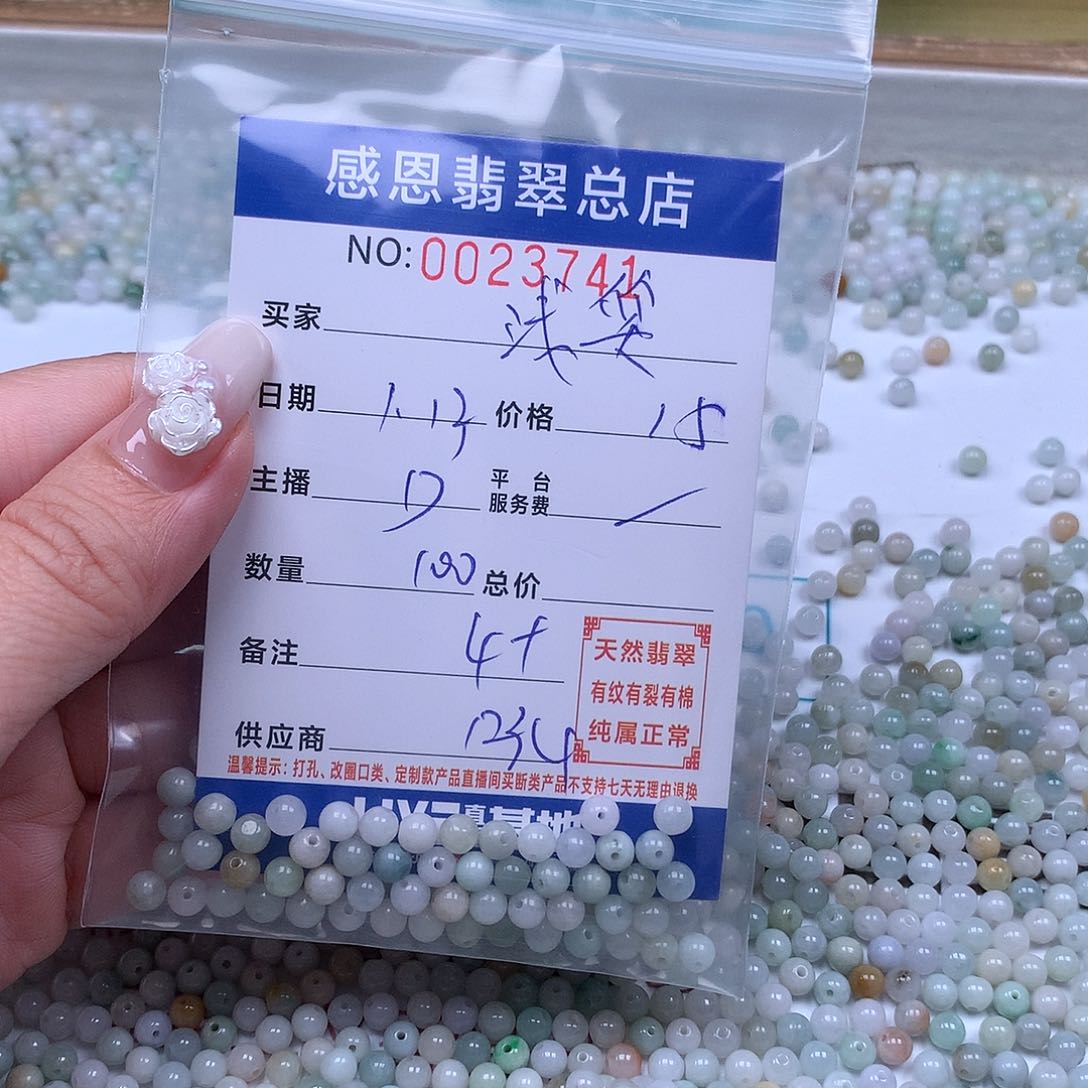 感恩翡翠总店
NO:0023741
买家 浅笑
日期 1.13 价格 15
主播 D 平台服务费 /
数量 100 总价
备注 4+
供应商 1234
天然翡翠
有纹有裂有棉
纯属正常
温馨提示：打孔、改圈口类、定制款产品直播间买断类产品不支持七天无理由退换